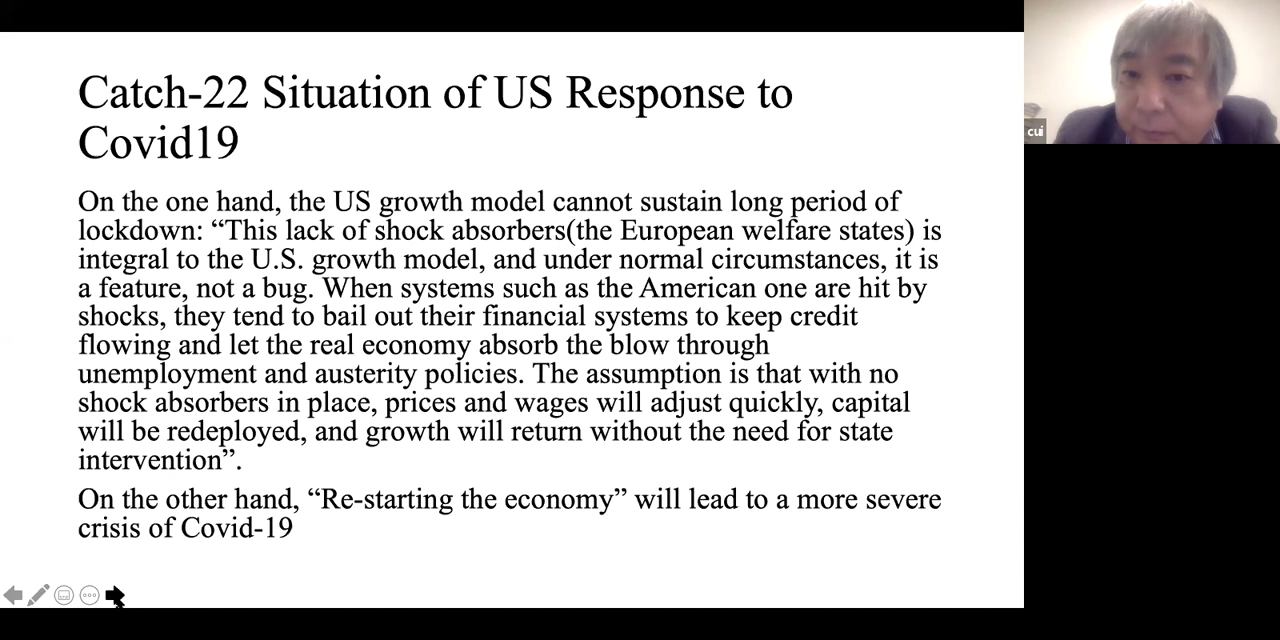 Catch-22 Situation of US Response to
Covid19
On the one hand, the US growth model cannot sustain long period of
lockdown: “This lack of shock absorbers(the European welfare states) is
integral to the U.S. growth model, and under normal circumstances, it is
a feature, not a bug. When systems such as the American one are hit by
shocks, they tend to bail out their financial systems to keep credit
flowing and let the real economy absorb the blow through
unemployment and austerity policies. The assumption is that with no
shock absorbers in place, prices and wages will adjust quickly, capital
will be redeployed, and growth will return without the need for state
intervention”.
On the other hand, “Re-starting the economy” will lead to a more severe
crisis of Covid-19
cui